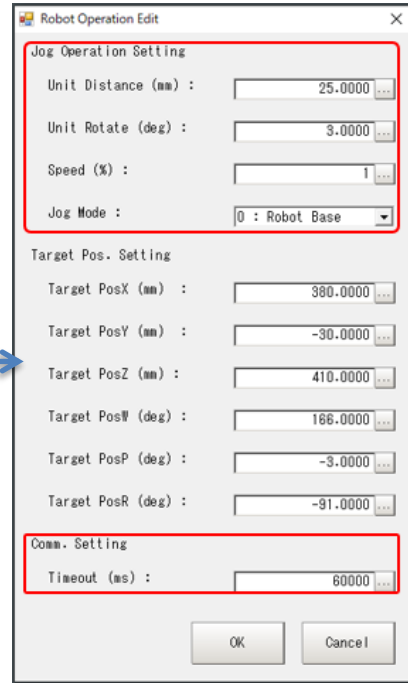 Robot Operation Edit
Jog Operation Setting
Unit Distance (mm) : 25.0000 ...
Unit Rotate (deg) : 3.0000 ...
Speed (%) : 1 ...
Jog Mode : 0 : Robot Base
Target Pos. Setting
Target PosX (mm) : 380.0000 ...
Target PosY (mm) : -30.0000 ...
Target PosZ (mm) : 410.0000 ...
Target PosW (deg) : 166.0000 ...
Target PosP (deg) : -3.0000 ...
Target PosR (deg) : -91.0000 ...
Comm. Setting
Timeout (ms) : 60000 ...
OK Cancel